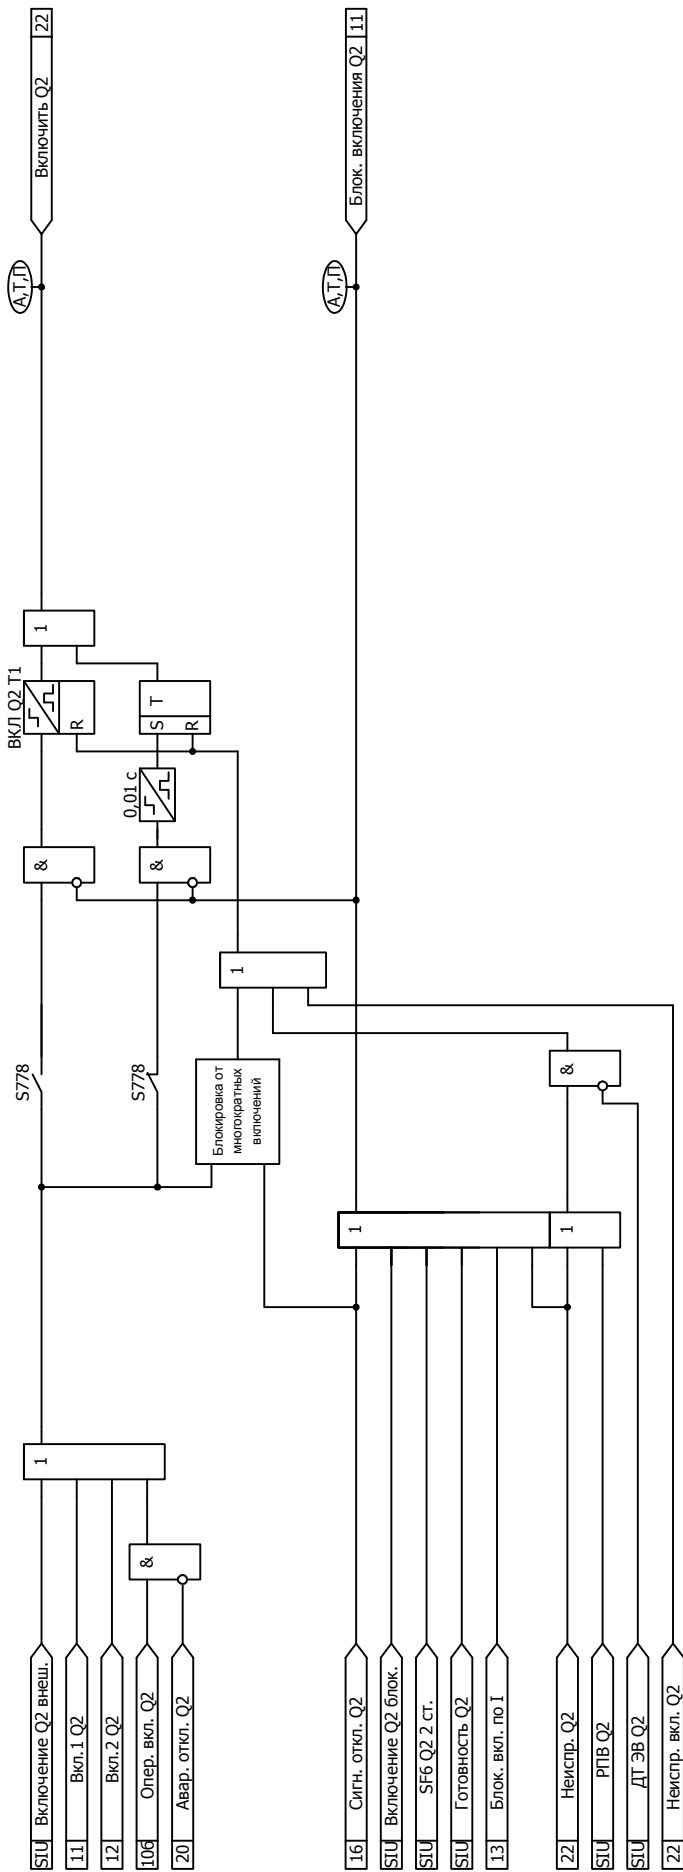 SIU Включение Q2 внеш.
11 Вкл.1 Q2
12 Вкл.2 Q2
10б Опер. вкл. Q2
20 Авар. откл. Q2
&
1
S778
S778
Блокировка от
многократных
включений
&
&
0,01 с
ВКЛ Q2 T1
R
S T
R
1
А,Т,П
Включить Q2 22
16 Сигн. откл. Q2
SIU Включение Q2 блок.
SIU SF6 Q2 2 ст.
SIU Готовность Q2
13 Блок. вкл. по I
22 Неиспр. Q2
SIU РПВ Q2
SIU ДТ ЭВ Q2
22 Неиспр. вкл. Q2
1
1
&
1
А,Т,П
Блок. включения Q2 11